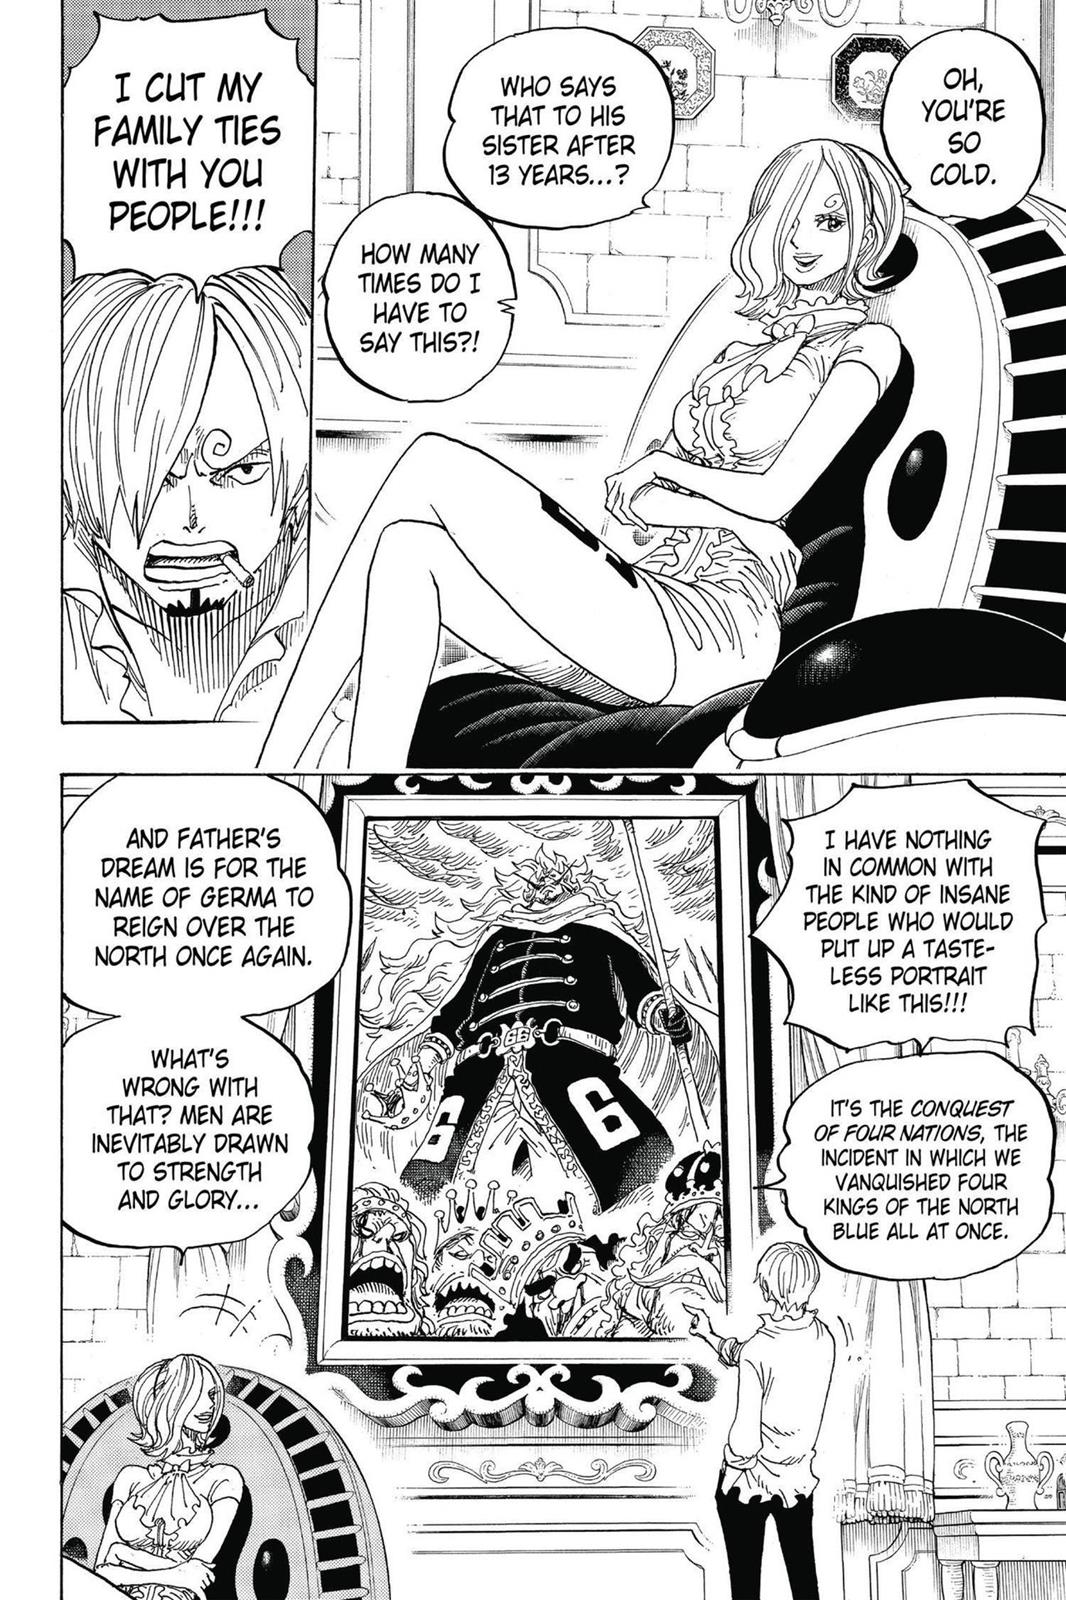 OH,
YOU'RE
SO
COLD.
WHO SAYS
THAT TO HIS
SISTER AFTER
13 YEARS...?
HOW MANY
TIMES DO I
HAVE TO
SAY THIS?!
I CUT MY
FAMILY TIES
WITH YOU
PEOPLE!!!
I HAVE NOTHING
IN COMMON WITH
THE KIND OF INSANE
PEOPLE WHO WOULD
PUT UP A TASTE-
LESS PORTRAIT
LIKE THIS!!!
IT'S THE CONQUEST
OF FOUR NATIONS, THE
INCIDENT IN WHICH WE
VANQUISHED FOUR
KINGS OF THE NORTH
BLUE ALL AT ONCE.
66
6
6
AND FATHER'S
DREAM IS FOR THE
NAME OF GERMA TO
REIGN OVER THE
NORTH ONCE AGAIN.
WHAT'S
WRONG WITH
THAT? MEN ARE
INEVITABLY DRAWN
TO STRENGTH
AND GLORY...